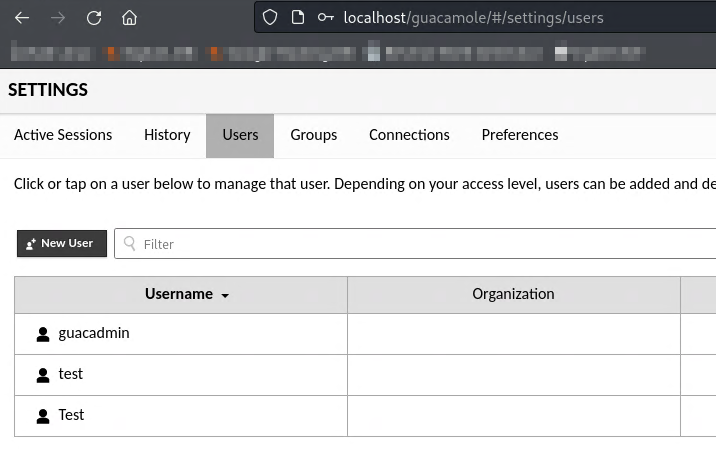 localhost/guacamole/#/settings/users
SETTINGS
Active Sessions History Users Groups Connections Preferences
Click or tap on a user below to manage that user. Depending on your access level, users can be added and de
New User Filter
Username Organization
guacadmin
test
Test